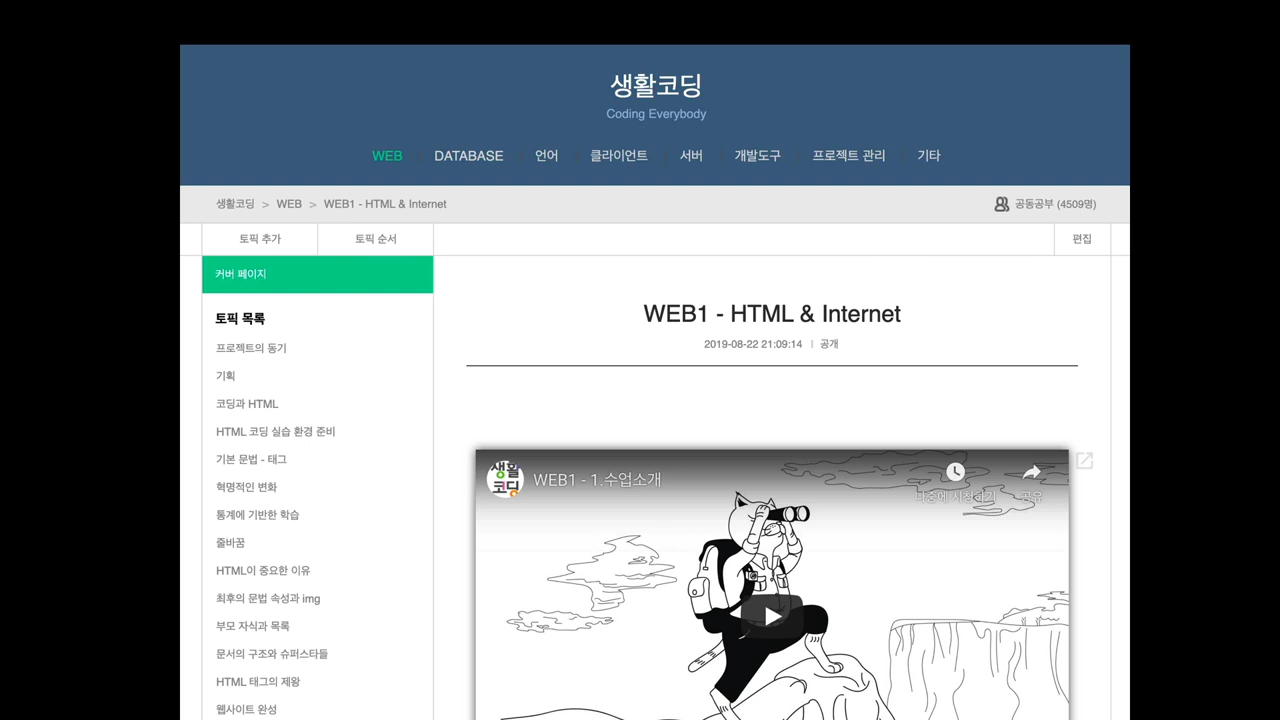 생활코딩
Coding Everybody
WEB DATABASE 언어 클라이언트 서버 개발도구 프로젝트 관리 기타
생활코딩 > WEB > WEB1 - HTML & Internet
공동공부 (4509명)
토픽 추가 토픽 순서
편집
커버 페이지
토픽 목록
프로젝트의 동기
기획
코딩과 HTML
HTML 코딩 실습 환경 준비
기본 문법 - 태그
혁명적인 변화
통계에 기반한 학습
줄바꿈
HTML이 중요한 이유
최후의 문법 속성과 img
부모 자식과 목록
문서의 구조와 슈퍼스타들
HTML 태그의 제왕
웹사이트 완성
WEB1 - HTML & Internet
2019-08-22 21:09:14 | 공개
생활
코딩
WEB1 - 1.수업소개
나중에 시청하기 공유